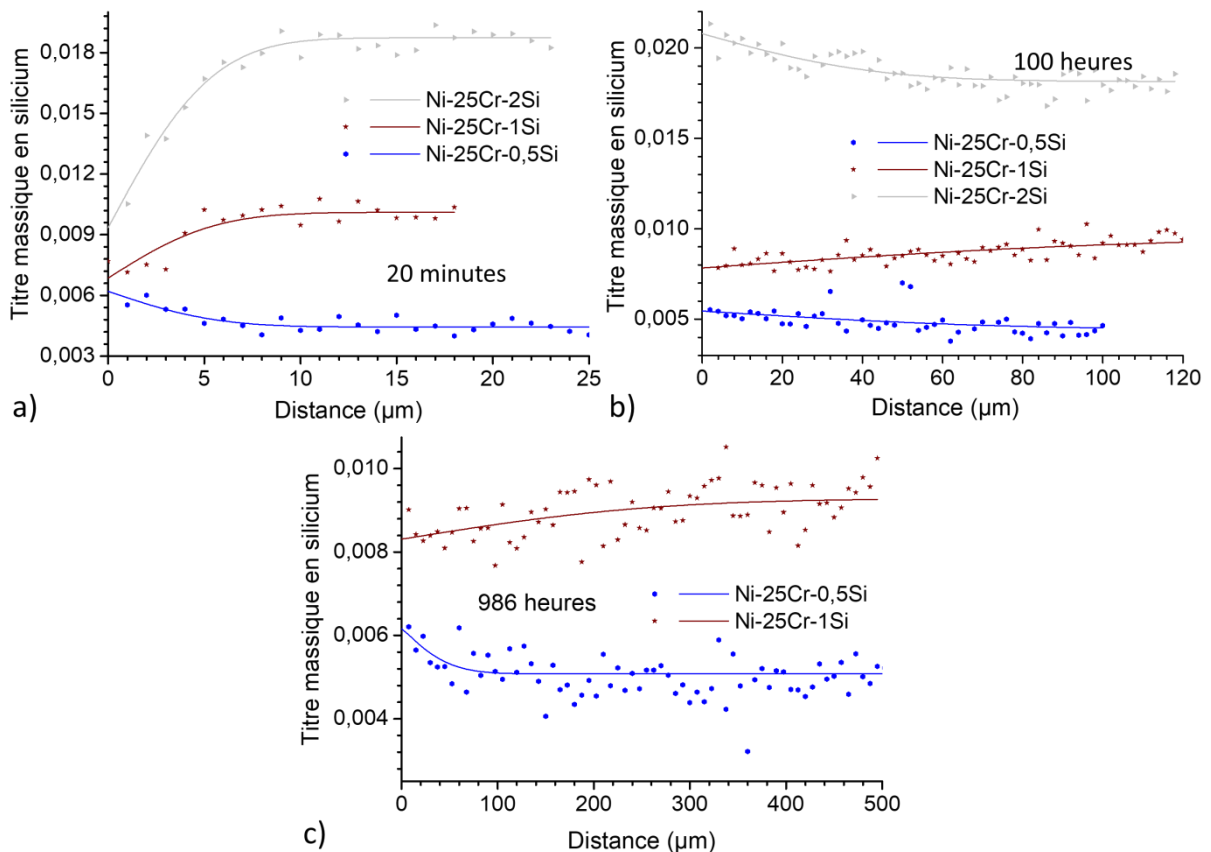 Titre massique en silicium
0,018
0,015
0,012
0,009
0,006
0,003
Ni-25Cr-2Si
Ni-25Cr-1Si
Ni-25Cr-0,5Si
20 minutes
0
5
10
15
20
25
Distance (µm)
a)
Titre massique en silicium
0,020
0,015
0,010
0,005
100 heures
Ni-25Cr-0,5Si
Ni-25Cr-1Si
Ni-25Cr-2Si
0
20
40
60
80
100
120
Distance (µm)
b)
Titre massique en silicium
0,010
0,008
0,006
0,004
986 heures
Ni-25Cr-0,5Si
Ni-25Cr-1Si
0
100
200
300
400
500
Distance (µm)
c)